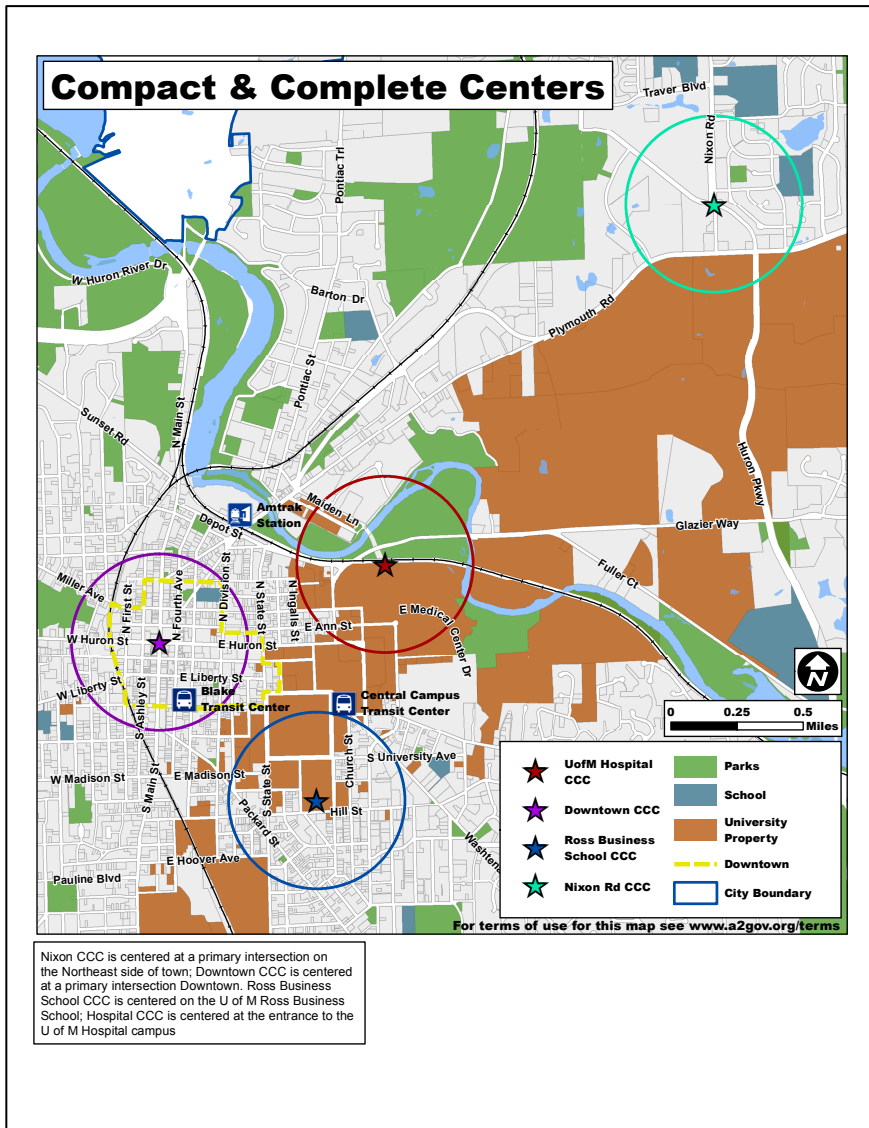 Compact & Complete Centers
Traver Blvd
Nixon Rd
Pontiac Trl
W Huron River Dr
Barton Dr
Plymouth Rd
Pontiac St
N Main St
Sunset Rd
Huron Pkwy
Amtrak
Station
Maiden Ln
Depot St
Glazier Way
Fuller Ct
Miller Ave
N First St
N Fourth Ave
N Division St
N State St
N Ingalls St
E Medical Center Dr
E Ann St
W Huron St
E Huron St
E Liberty St
W Liberty St
Blake
Transit Center
Central Campus
Transit Center
S Ashley St
N
0 0.25 0.5
Miles
Church St
S University Ave
W Madison St
E Madison St
S Main St
S State St
Packard St
Hill St
Washtena
E Hoover Ave
Pauline Blvd
UofM Hospital
CCC
Downtown CCC
Ross Business
School CCC
Nixon Rd CCC
Parks
School
University
Property
Downtown
City Boundary
For terms of use for this map see www.a2gov.org/terms
Nixon CCC is centered at a primary intersection on
the Northeast side of town; Downtown CCC is centered
at a primary intersection Downtown. Ross Business
School CCC is centered on the U of M Ross Business
School; Hospital CCC is centered at the entrance to the
U of M Hospital campus